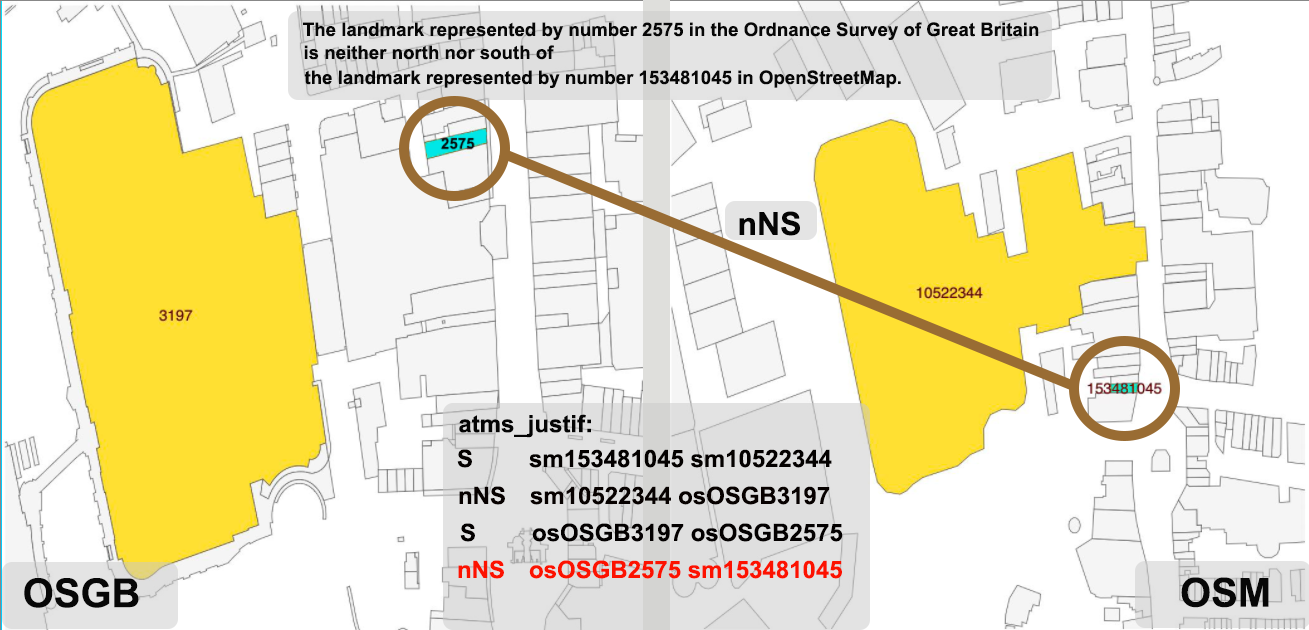 The landmark represented by number 2575 in the Ordnance Survey of Great Britain
is neither north nor south of
the landmark represented by number 153481045 in OpenStreetMap.
2575
nNS
3197
10522344
153481045
atms_justif:
S sm153481045 sm10522344
nNS sm10522344 osOSGB3197
S osOSGB3197 osOSGB2575
nNS osOSGB2575 sm153481045
OSGB
OSM